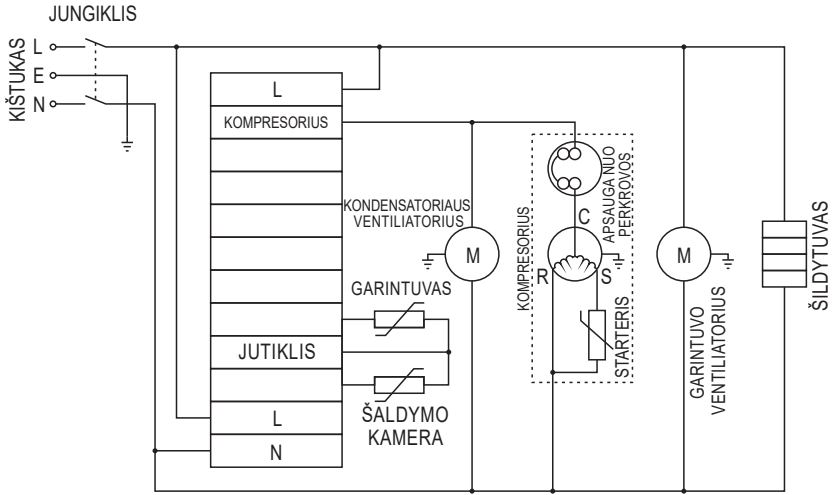 JUNGIKLIS
KIŠTUKAS
L
E
N
L
KOMPRESORIUS
JUTIKLIS
L
N
KONDENSATORIAUS
VENTILIATORIUS
M
GARINTUVAS
ŠALDYMO
KAMERA
KOMPRESORIUS
APSAUGA NUO
PERKROVOS
C
R
S
STARTERIS
M
GARINTUVO
VENTILIATORIUS
ŠILDYTUVAS